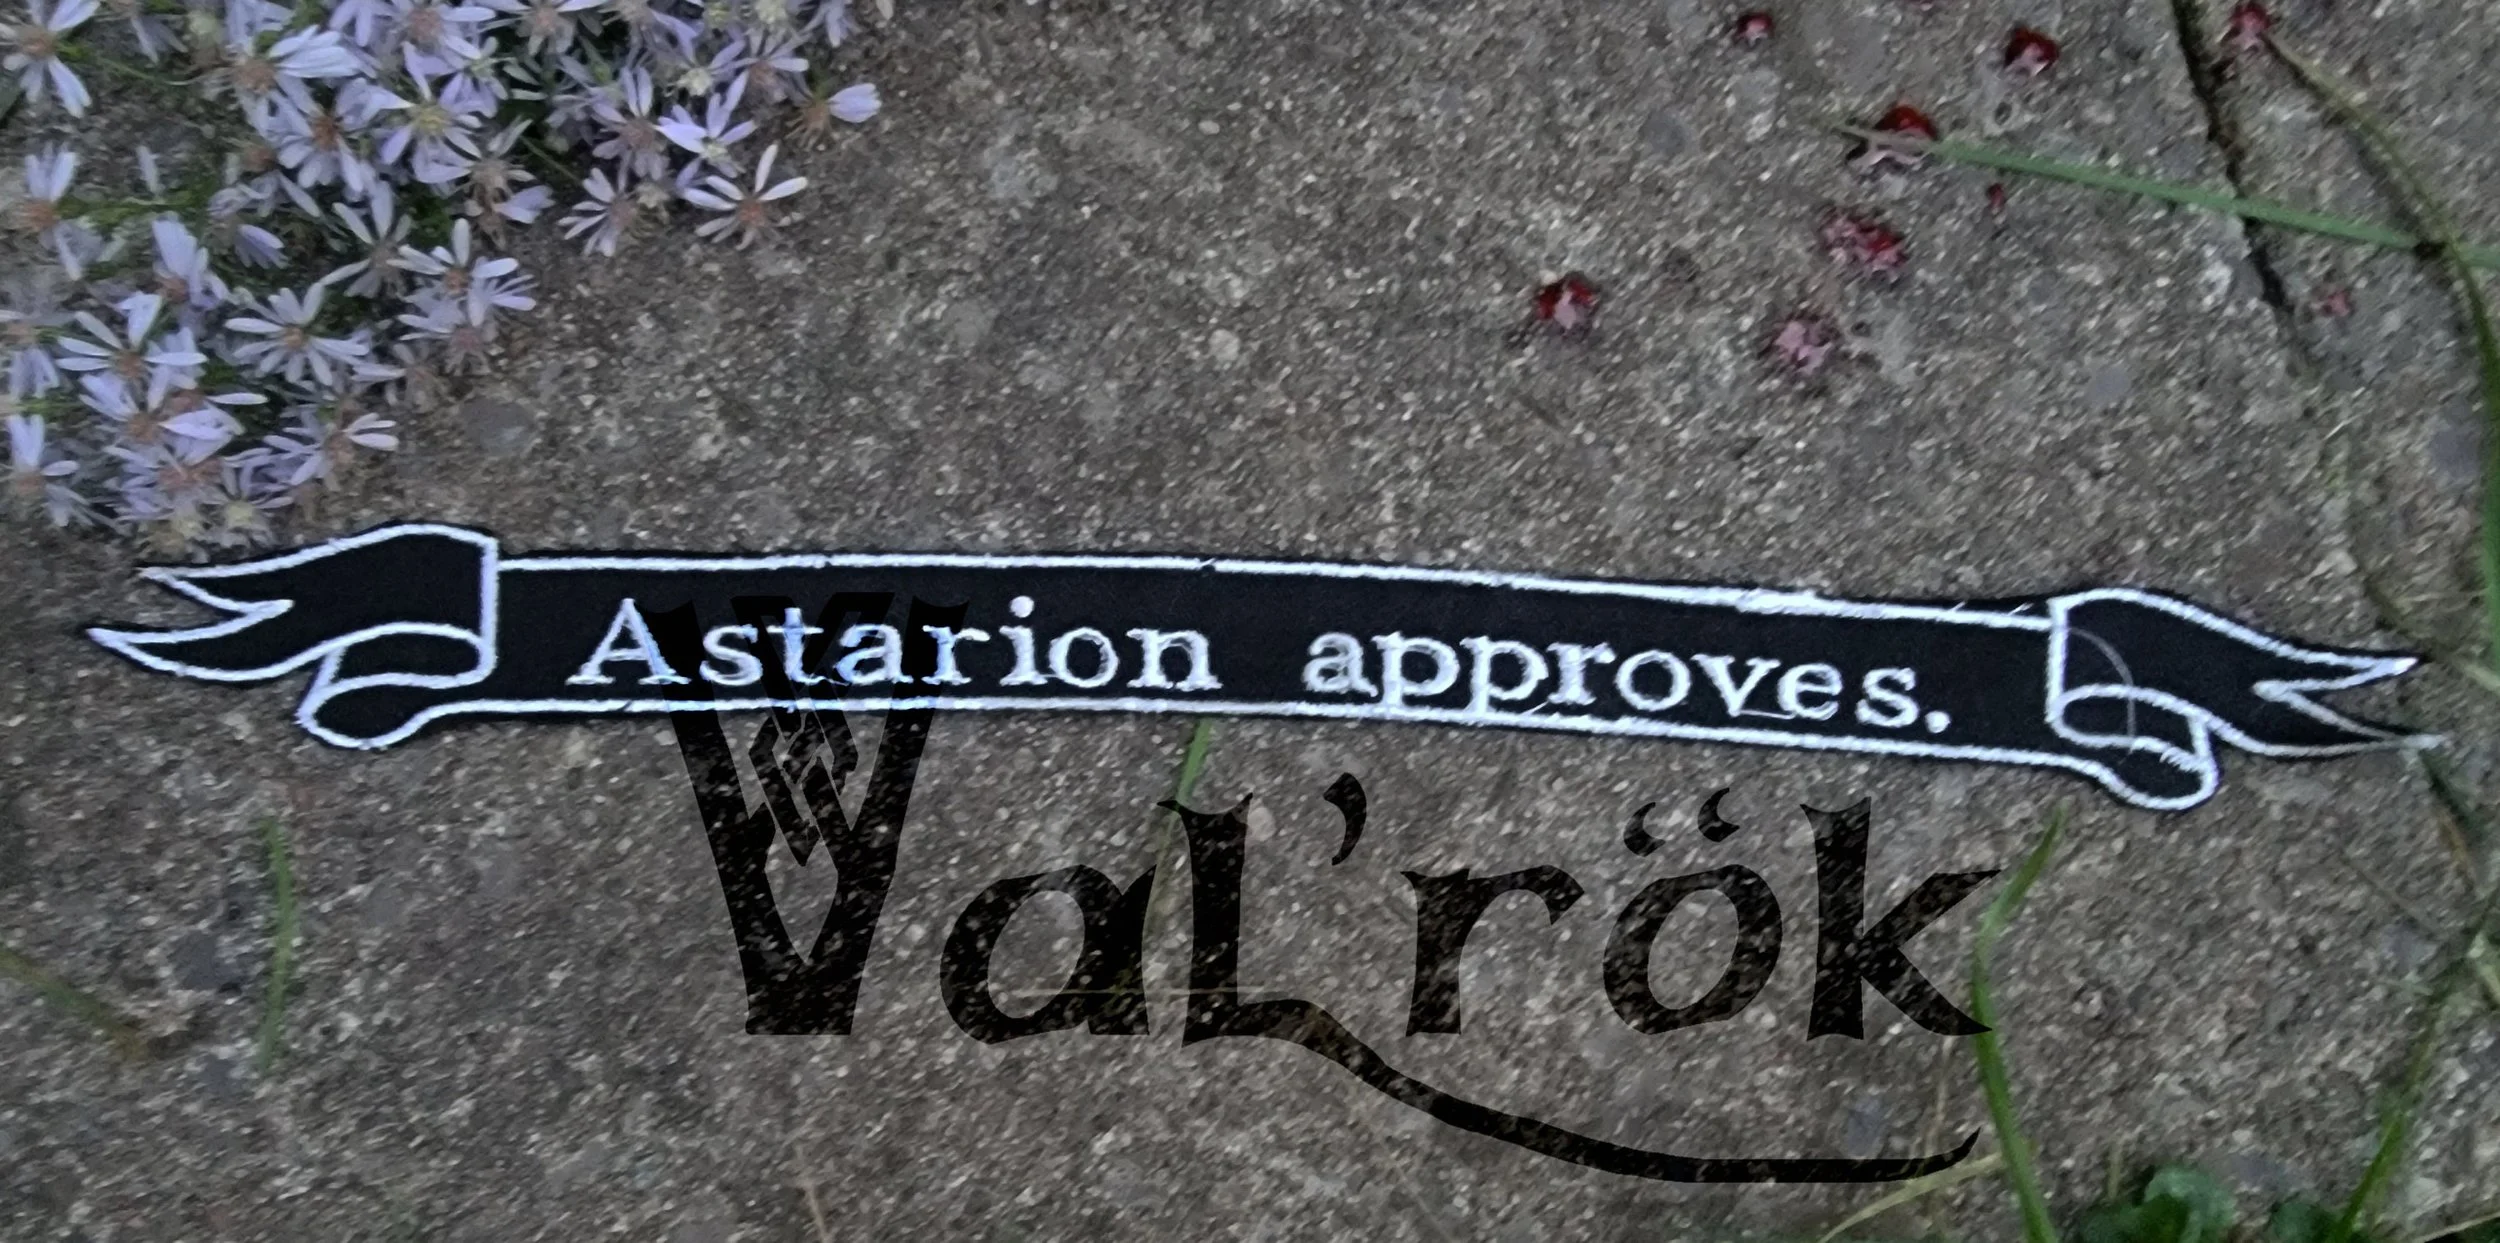 Astarion approves.
Val'rök